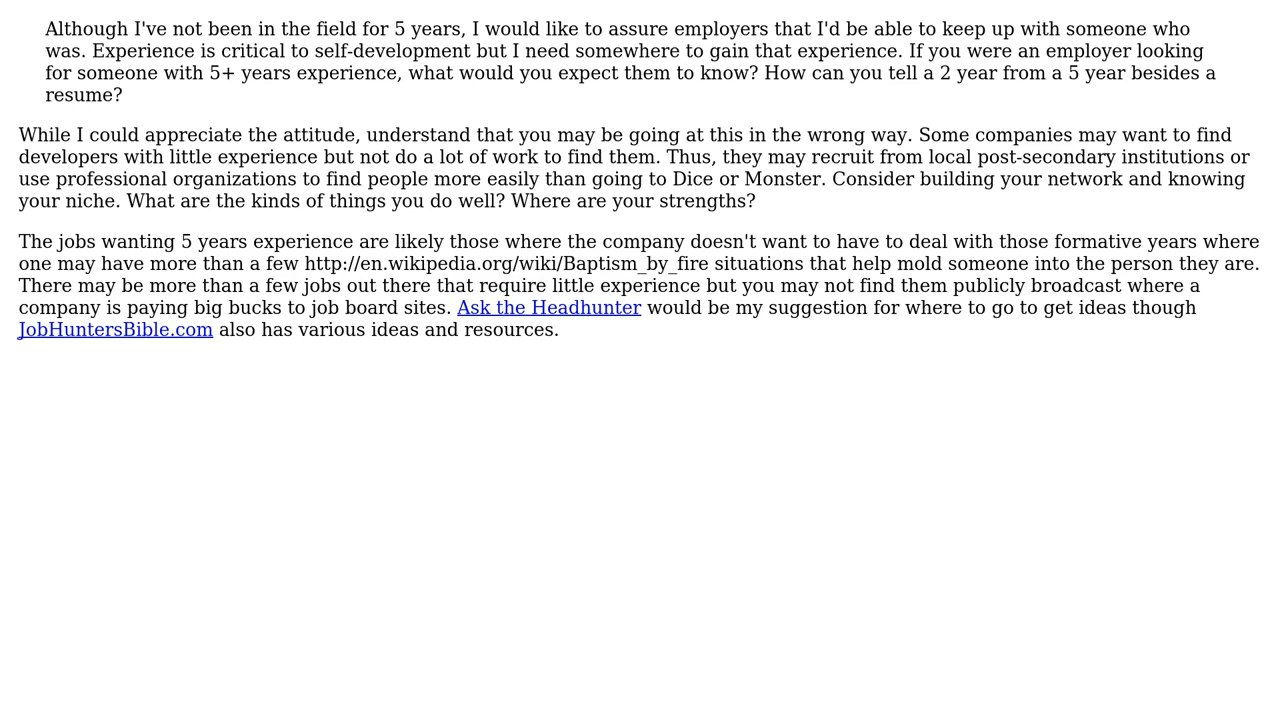 Although I've not been in the field for 5 years, I would like to assure employers that I'd be able to keep up with someone who
was. Experience is critical to self-development but I need somewhere to gain that experience. If you were an employer looking
for someone with 5+ years experience, what would you expect them to know? How can you tell a 2 year from a 5 year besides a
resume?
While I could appreciate the attitude, understand that you may be going at this in the wrong way. Some companies may want to find
developers with little experience but not do a lot of work to find them. Thus, they may recruit from local post-secondary institutions or
use professional organizations to find people more easily than going to Dice or Monster. Consider building your network and knowing
your niche. What are the kinds of things you do well? Where are your strengths?
The jobs wanting 5 years experience are likely those where the company doesn't want to have to deal with those formative years where
one may have more than a few http://en.wikipedia.org/wiki/Baptism_by_fire situations that help mold someone into the person they are.
There may be more than a few jobs out there that require little experience but you may not find them publicly broadcast where a
company is paying big bucks to job board sites. Ask the Headhunter would be my suggestion for where to go to get ideas though
JobHuntersBible.com also has various ideas and resources.